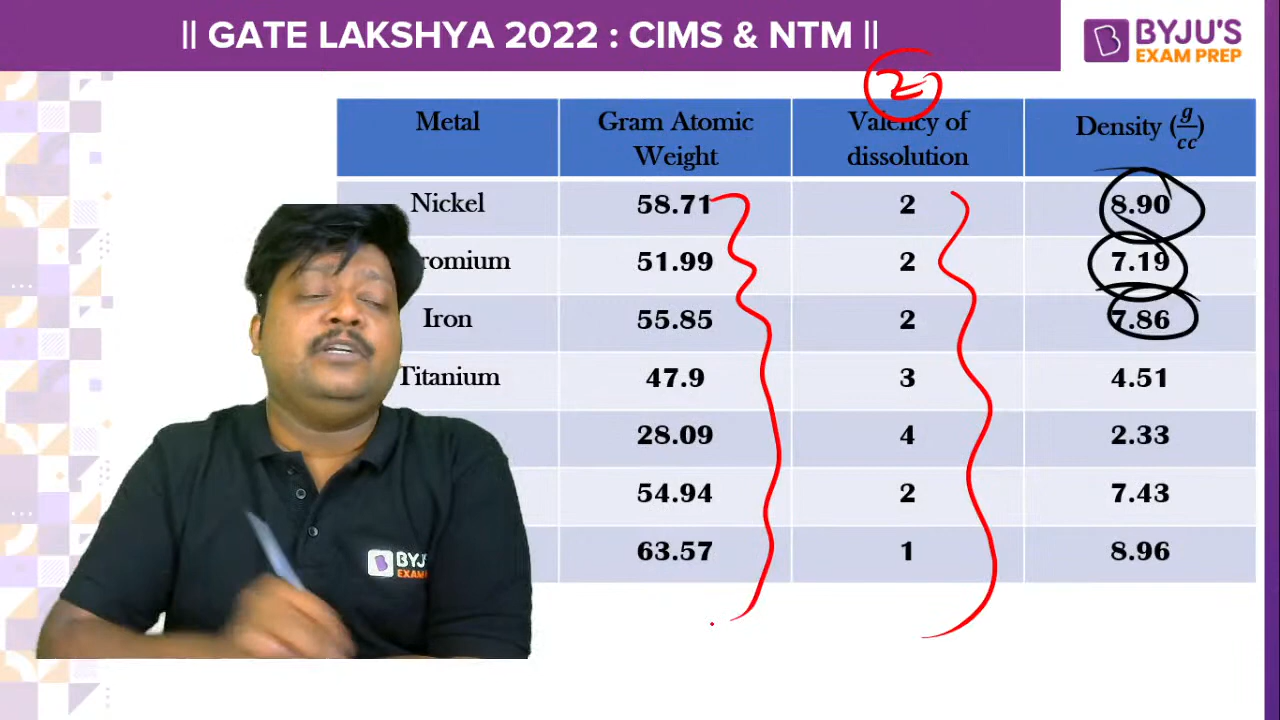 || GATE LAKSHYA 2022 : CIMS & NTM ||
BYJU'S
EXAM PREP
2
Metal Gram Atomic Weight Valency of dissolution Density (g/cc)
Nickel 58.71 2 8.90
romium 51.99 2 7.19
Iron 55.85 2 7.86
Titanium 47.9 3 4.51
28.09 4 2.33
54.94 2 7.43
63.57 1 8.96
BYJ
EXAM